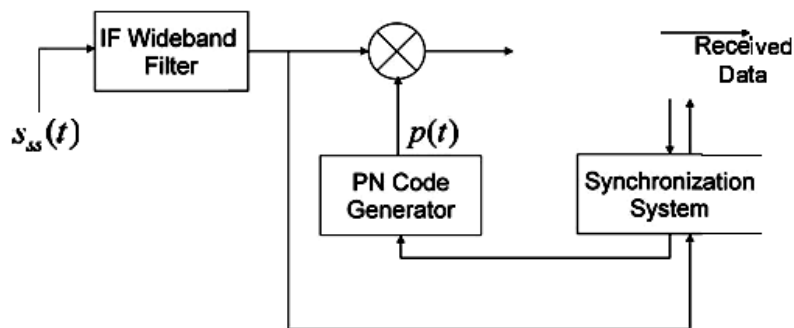 IF Wideband
Filter
Received
Data
s_ss(t)
p(t)
PN Code
Generator
Synchronization
System